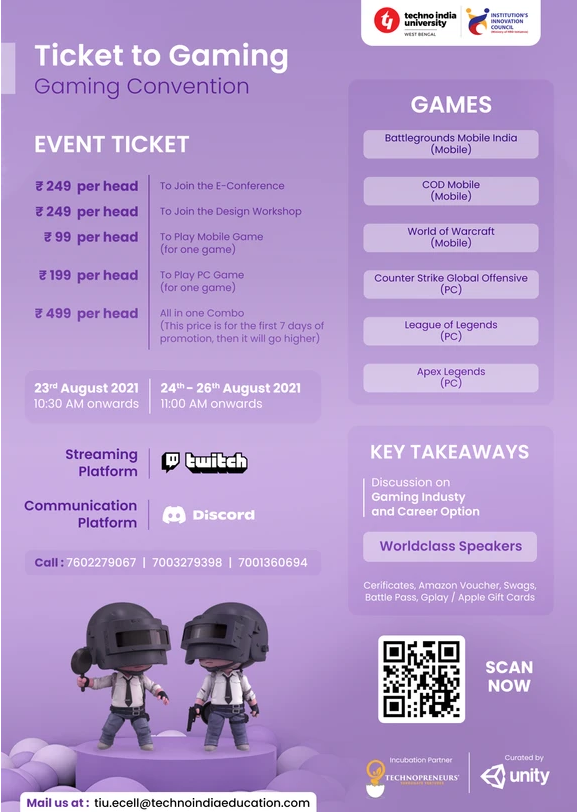 techno india
university
WEST BENGAL
INSTITUTION'S
INNOVATION
COUNCIL
(Ministry of HRD Initiative)
Ticket to Gaming
Gaming Convention
EVENT TICKET
₹ 249 per head To Join the E-Conference
₹ 249 per head To Join the Design Workshop
₹ 99 per head To Play Mobile Game
(for one game)
₹ 199 per head To Play PC Game
(for one game)
₹ 499 per head All in one Combo
(This price is for the first 7 days of
promotion, then it will go higher)
23rd August 2021
10:30 AM onwards
24th - 26th August 2021
11:00 AM onwards
Streaming
Platform
twitch
Communication
Platform
Discord
Call : 7602279067 | 7003279398 | 7001360694
GAMES
Battlegrounds Mobile India
(Mobile)
COD Mobile
(Mobile)
World of Warcraft
(Mobile)
Counter Strike Global Offensive
(PC)
League of Legends
(PC)
Apex Legends
(PC)
KEY TAKEAWAYS
Discussion on
Gaming Industy
and Career Option
Worldclass Speakers
Cerificates, Amazon Voucher, Swags,
Battle Pass, Gplay / Apple Gift Cards
SCAN
NOW
Incubation Partner
TECHNOPRENEURS
Curated by
unity
Mail us at : tiu.ecell@technoindiaeducation.com